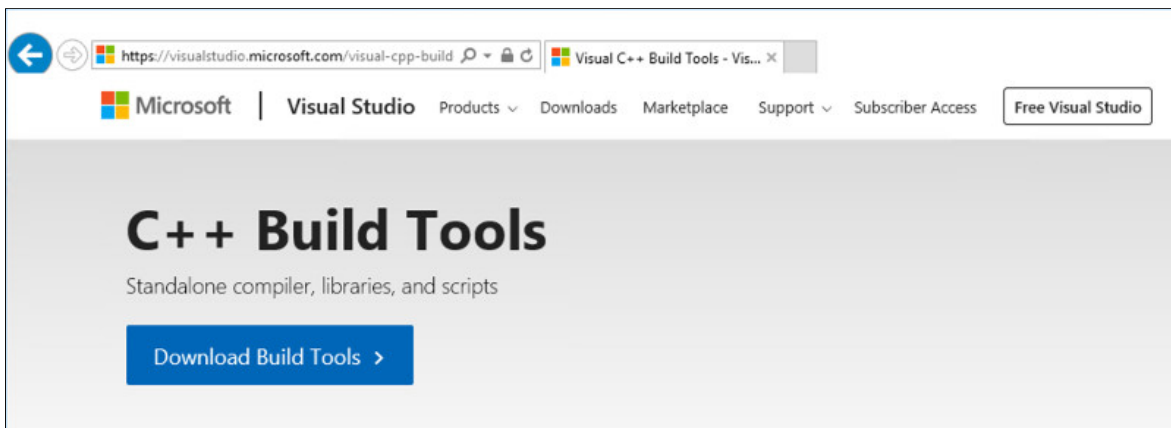 https://visualstudio.microsoft.com/visual-cpp-build
Visual C++ Build Tools - Vis...
Microsoft | Visual Studio Products Downloads Marketplace Support Subscriber Access Free Visual Studio
C++ Build Tools
Standalone compiler, libraries, and scripts
Download Build Tools >